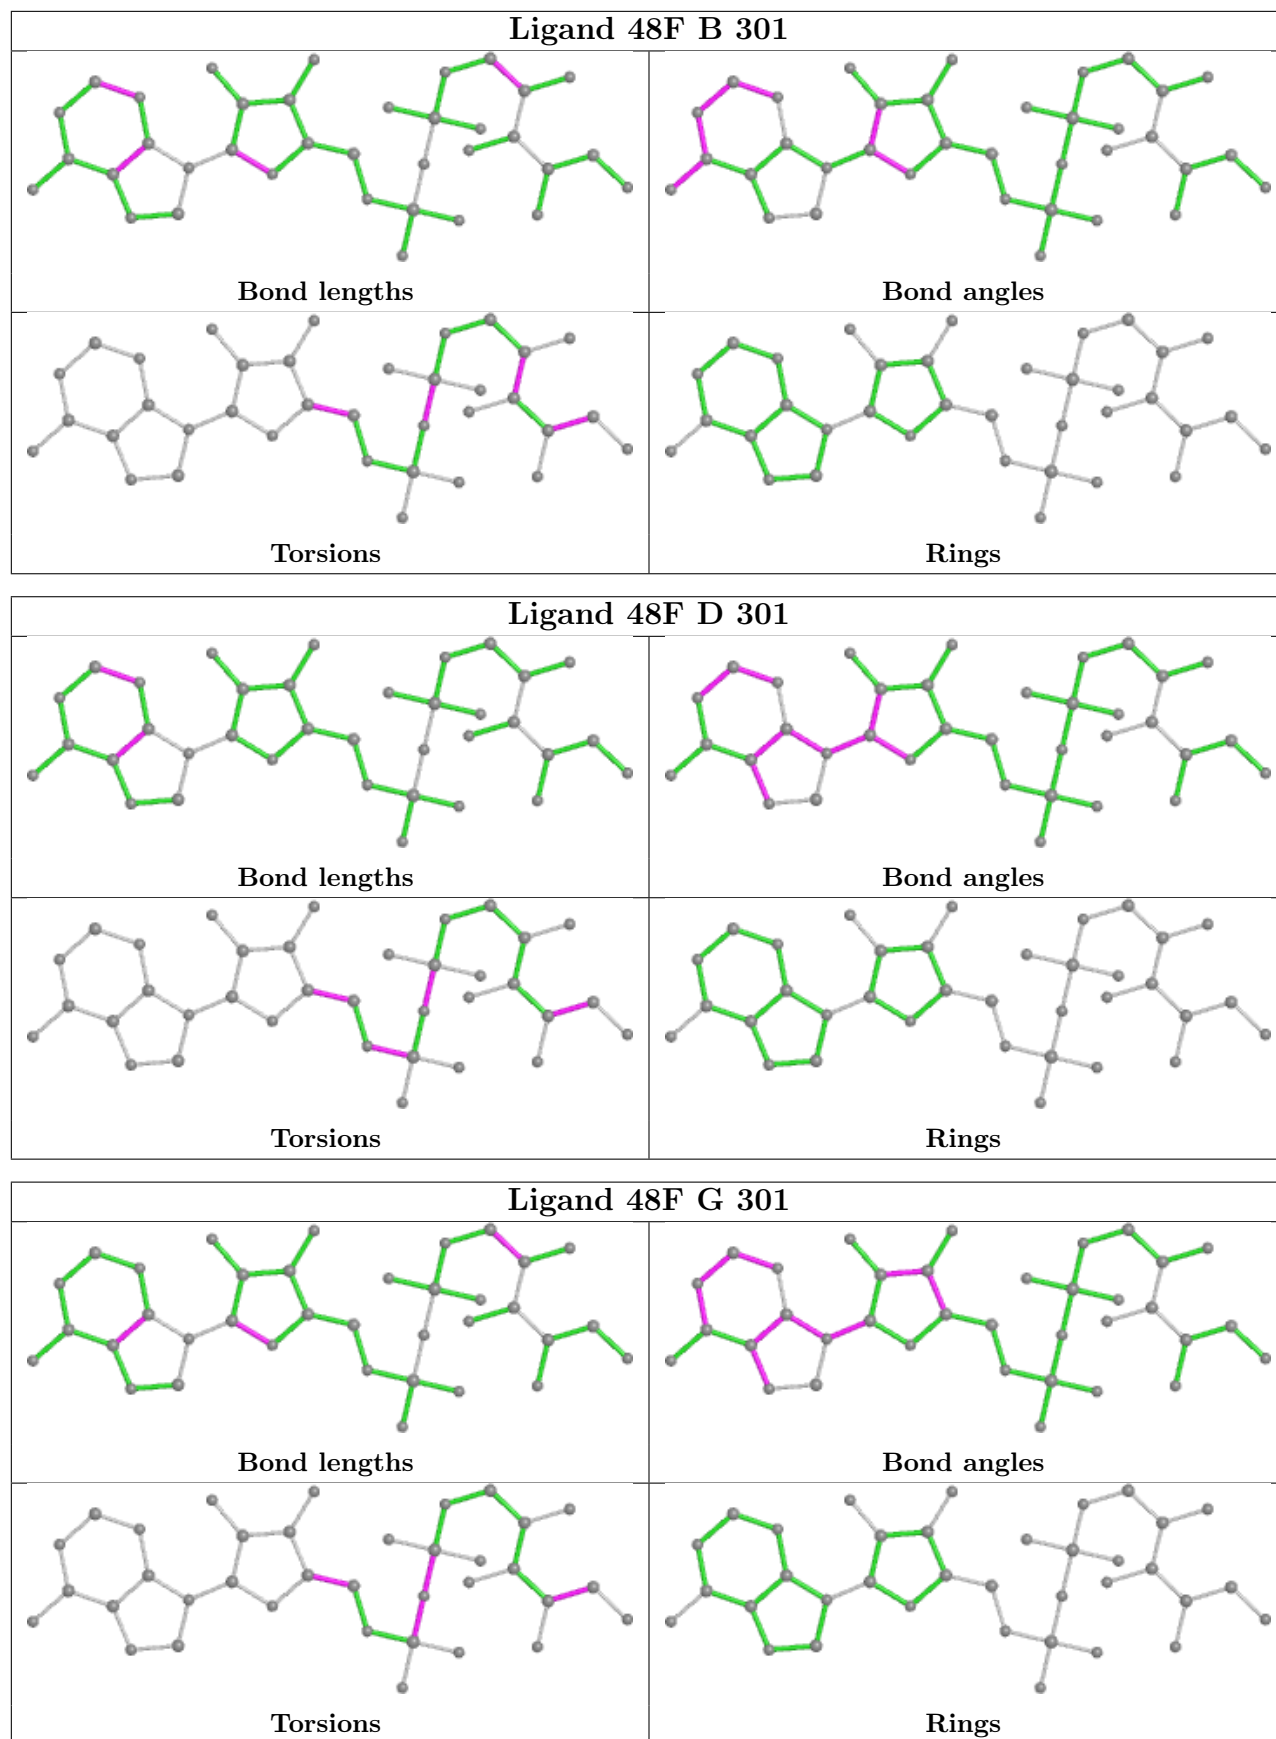 Ligand 48F B 301
Bond lengths
Bond angles
Torsions
Rings
Ligand 48F D 301
Bond lengths
Bond angles
Torsions
Rings
Ligand 48F G 301
Bond lengths
Bond angles
Torsions
Rings